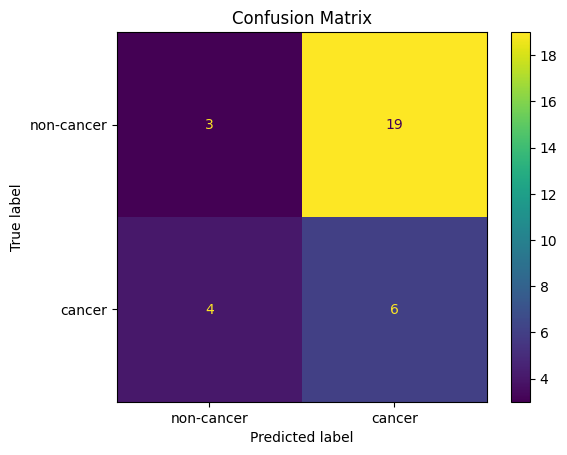 Confusion Matrix
True label
non-cancer
cancer
3
19
4
6
non-cancer
cancer
Predicted label
18
16
14
12
10
8
6
4